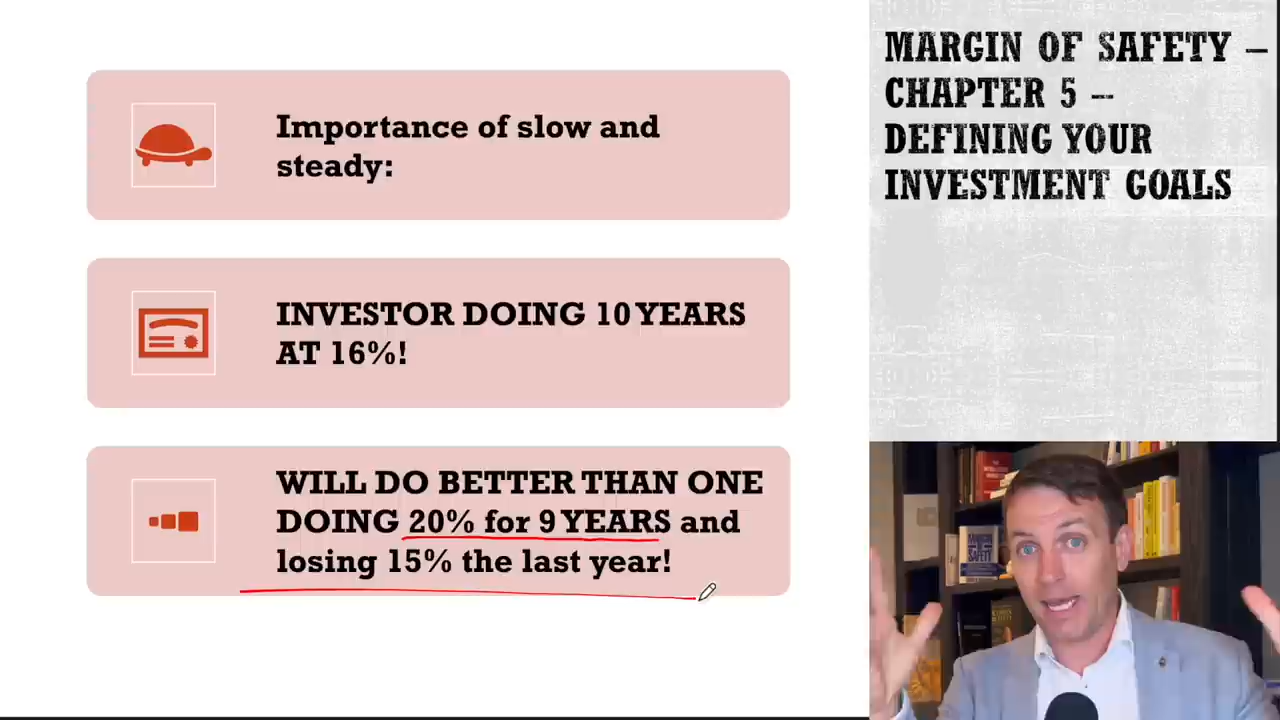 Importance of slow and
steady:
INVESTOR DOING 10 YEARS
AT 16%!
WILL DO BETTER THAN ONE
DOING 20% for 9 YEARS and
losing 15% the last year!
MARGIN OF SAFETY –
CHAPTER 5 –
DEFINING YOUR
INVESTMENT GOALS